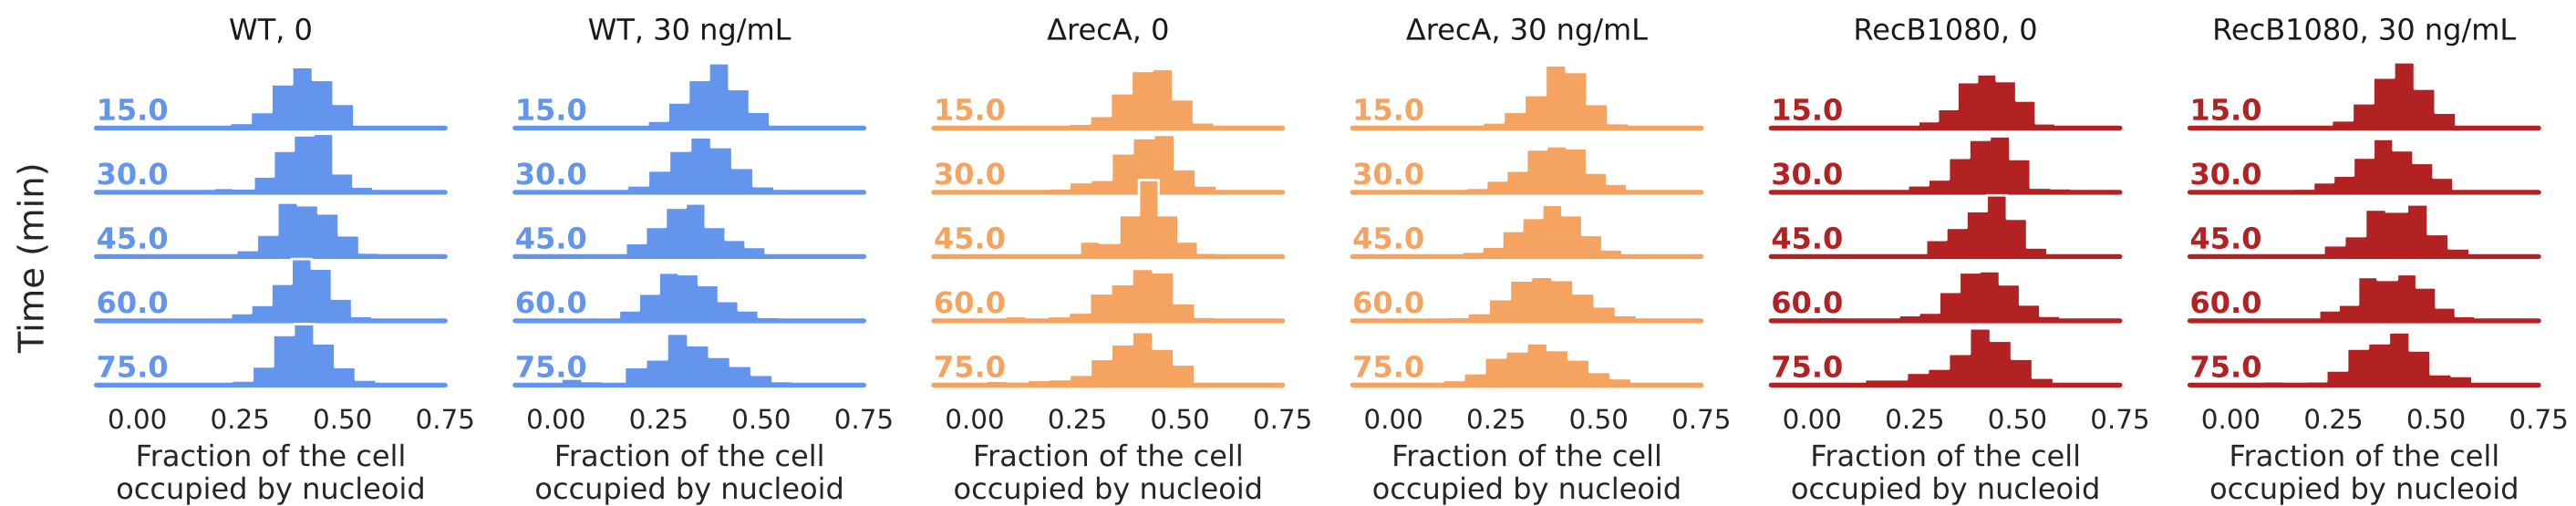 WT, 0
WT, 30 ng/mL
ΔrecA, 0
ΔrecA, 30 ng/mL
RecB1080, 0
RecB1080, 30 ng/mL
Time (min)
15.0 15.0 15.0 15.0 15.0 15.0
30.0 30.0 30.0 30.0 30.0 30.0
45.0 45.0 45.0 45.0 45.0 45.0
60.0 60.0 60.0 60.0 60.0 60.0
75.0 75.0 75.0 75.0 75.0 75.0
0.00 0.25 0.50 0.75 0.00 0.25 0.50 0.75 0.00 0.25 0.50 0.75 0.00 0.25 0.50 0.75 0.00 0.25 0.50 0.75 0.00 0.25 0.50 0.75
Fraction of the cell
occupied by nucleoid
Fraction of the cell
occupied by nucleoid
Fraction of the cell
occupied by nucleoid
Fraction of the cell
occupied by nucleoid
Fraction of the cell
occupied by nucleoid
Fraction of the cell
occupied by nucleoid